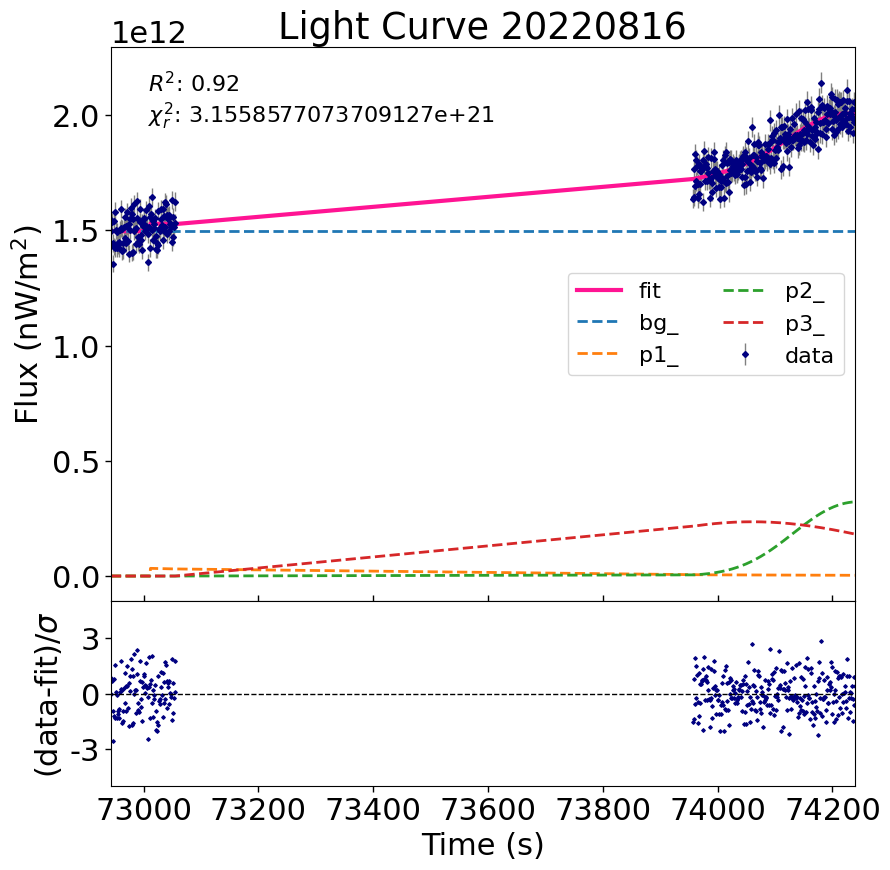 Light Curve 20220816
1e12
R²: 0.92
χ²ᵣ: 3.1558577073709127e+21
Flux (nW/m²)
2.0
1.5
1.0
0.5
0.0
fit
bg_
p1_
p2_
p3_
data
(data-fit)/σ
3
0
-3
73000 73200 73400 73600 73800 74000 74200
Time (s)